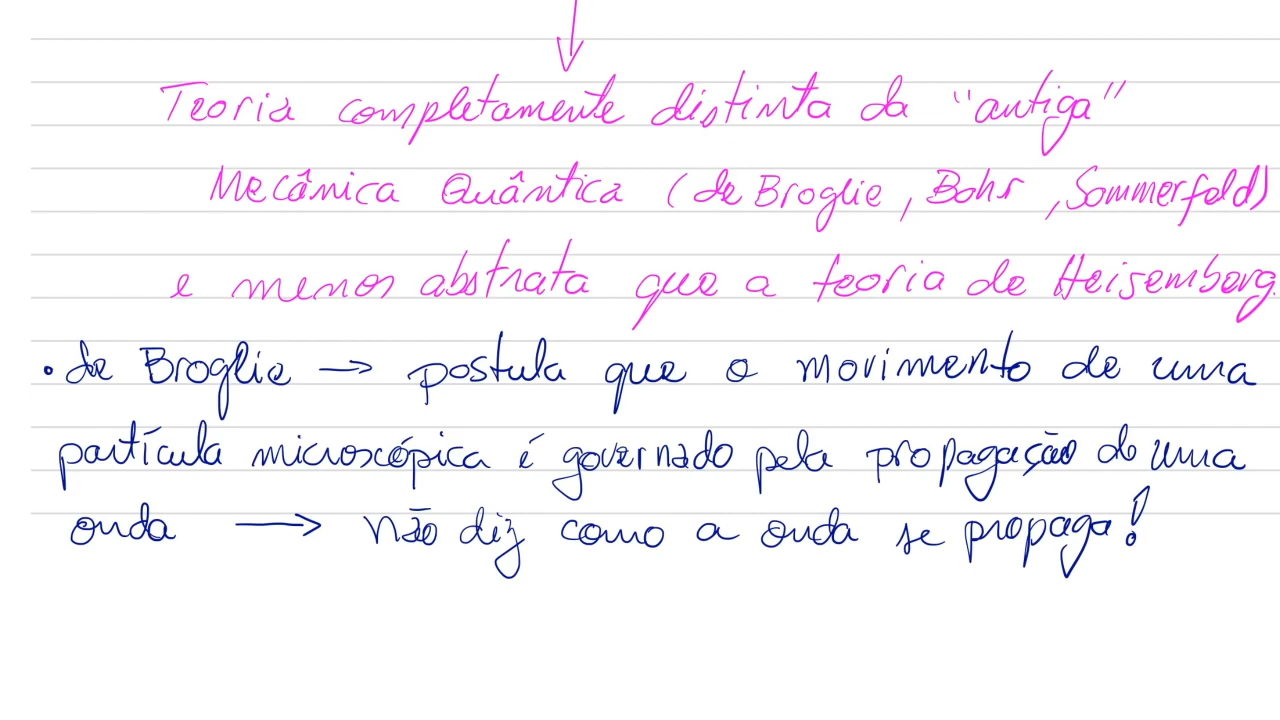 Teoria completamente distinta da "antiga"
Mecânica Quântica (de Broglie, Bohr, Sommerfeld)
e menos abstrata que a teoria de Heisemberg.
• de Broglie → postula que o movimento de uma
partícula microscópica é governado pela propagação de uma
onda → não diz como a onda se propaga!